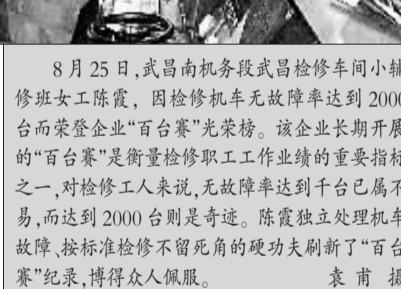 8月25日,武昌南机务段武昌检修车间小辅
修班女工陈霞，因检修机车无故障率达到2000
台而荣登企业“百台赛”光荣榜。该企业长期开展
的“百台赛”是衡量检修职工工作业绩的重要指标
之一,对检修工人来说,无故障率达到千台已属不
易,而达到2000台则是奇迹。陈霞独立处理机车
故障、按标准检修不留死角的硬功夫刷新了“百台
赛”纪录,博得众人佩服。 袁甫 摄